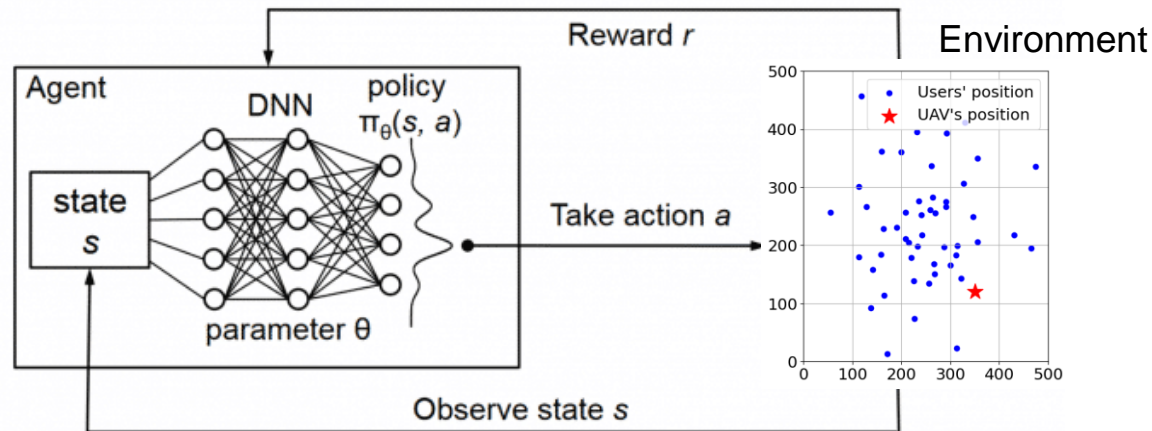 Reward r
Environment
Agent
DNN
policy
πθ(s, a)
state
s
parameter θ
Take action a
Observe state s
Users' position
UAV's position
500
400
300
200
100
0
0 100 200 300 400 500